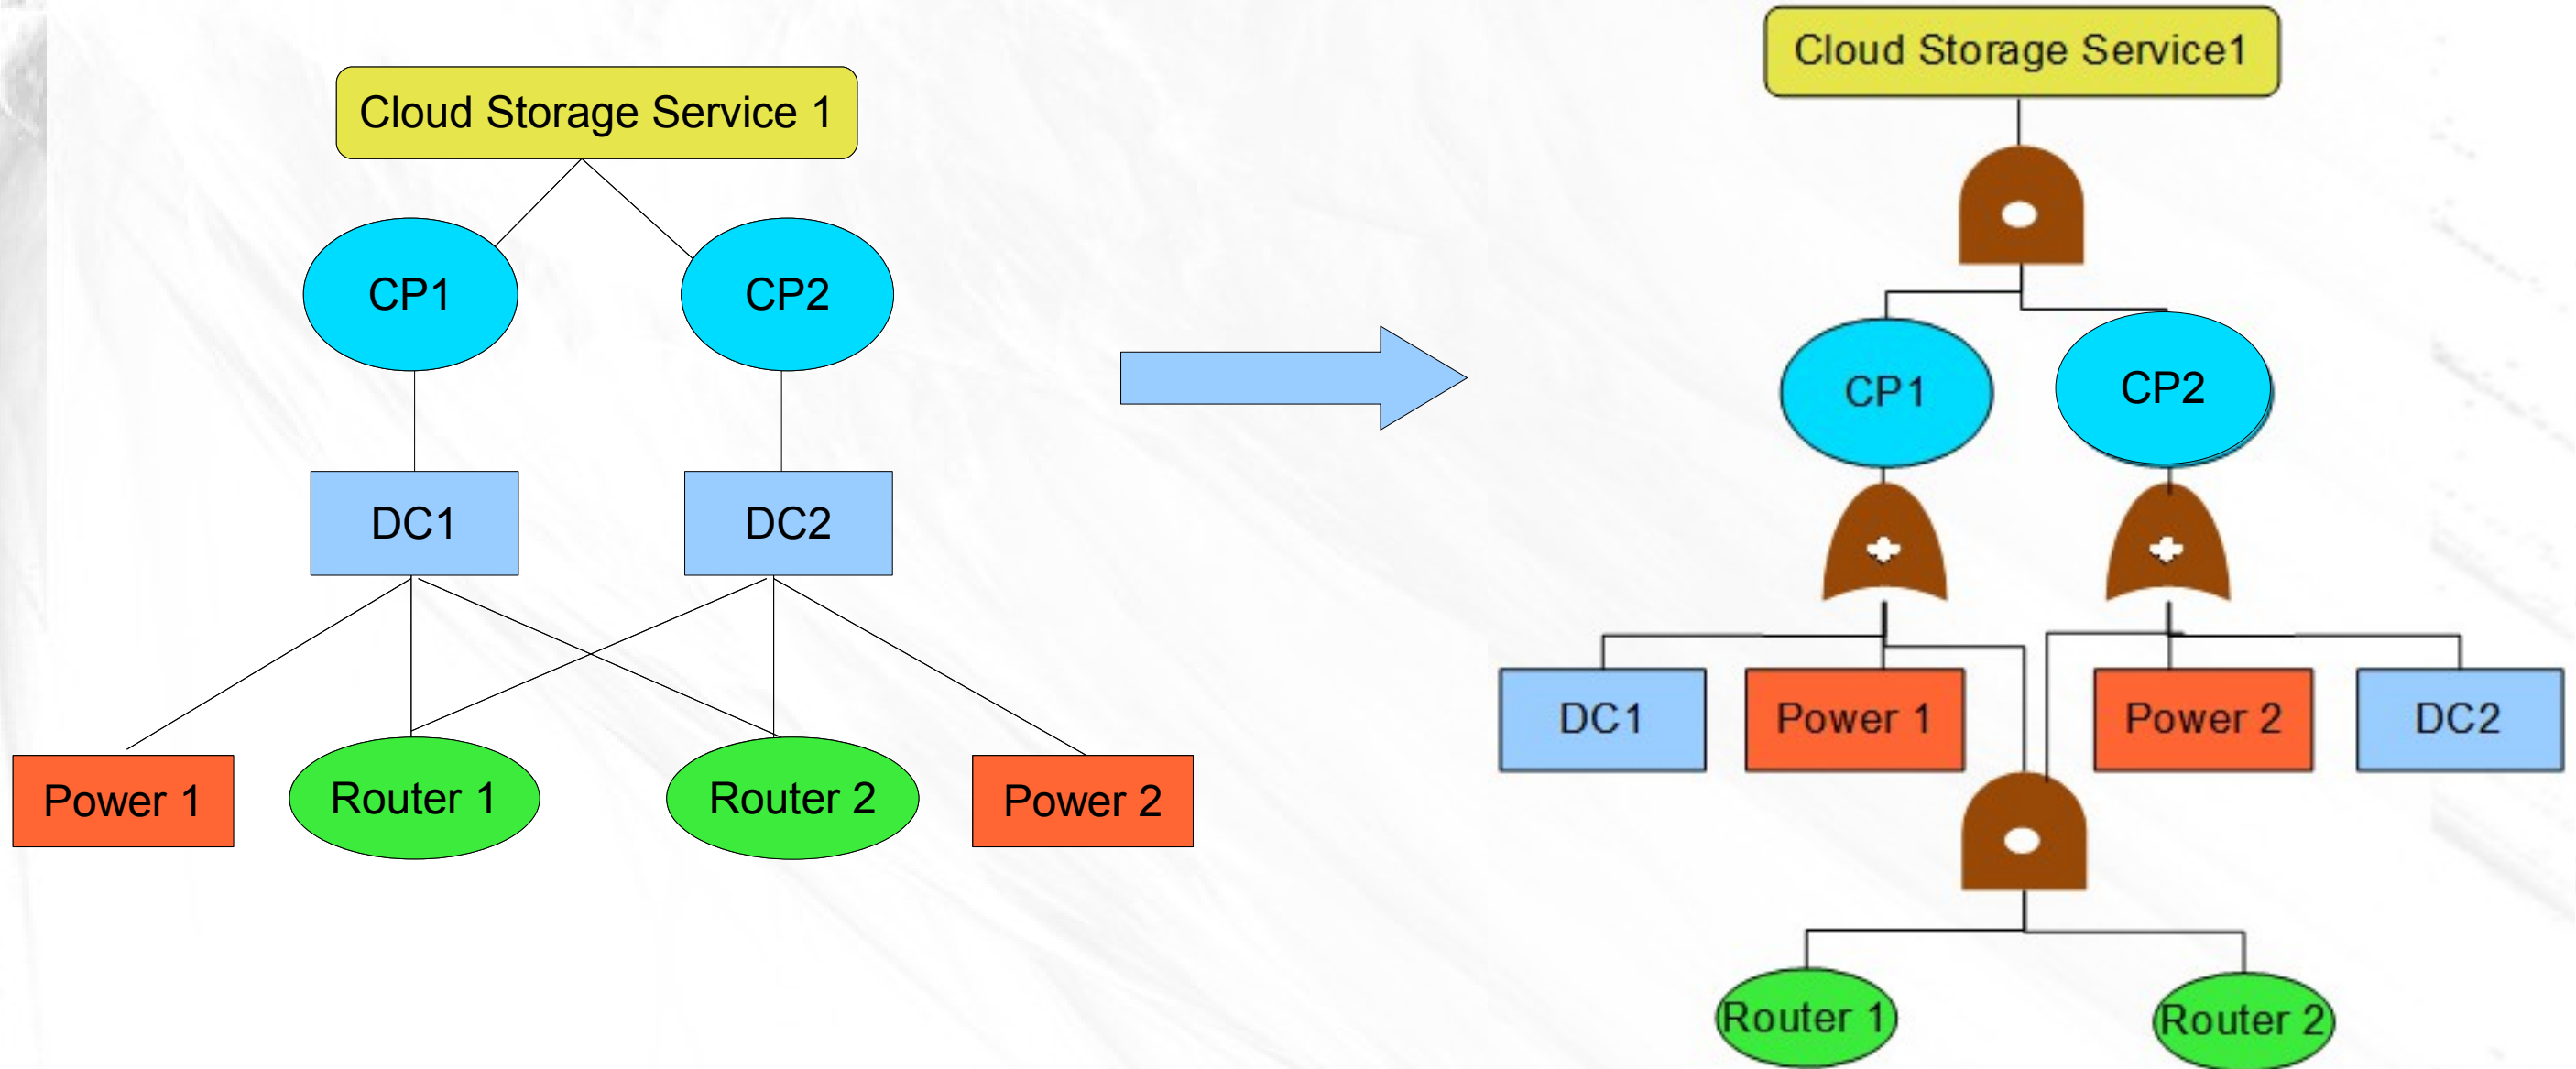 Cloud Storage Service 1
CP1
CP2
DC1
DC2
Power 1
Router 1
Router 2
Power 2
Cloud Storage Service1
CP1
CP2
DC1
Power 1
Power 2
DC2
Router 1
Router 2